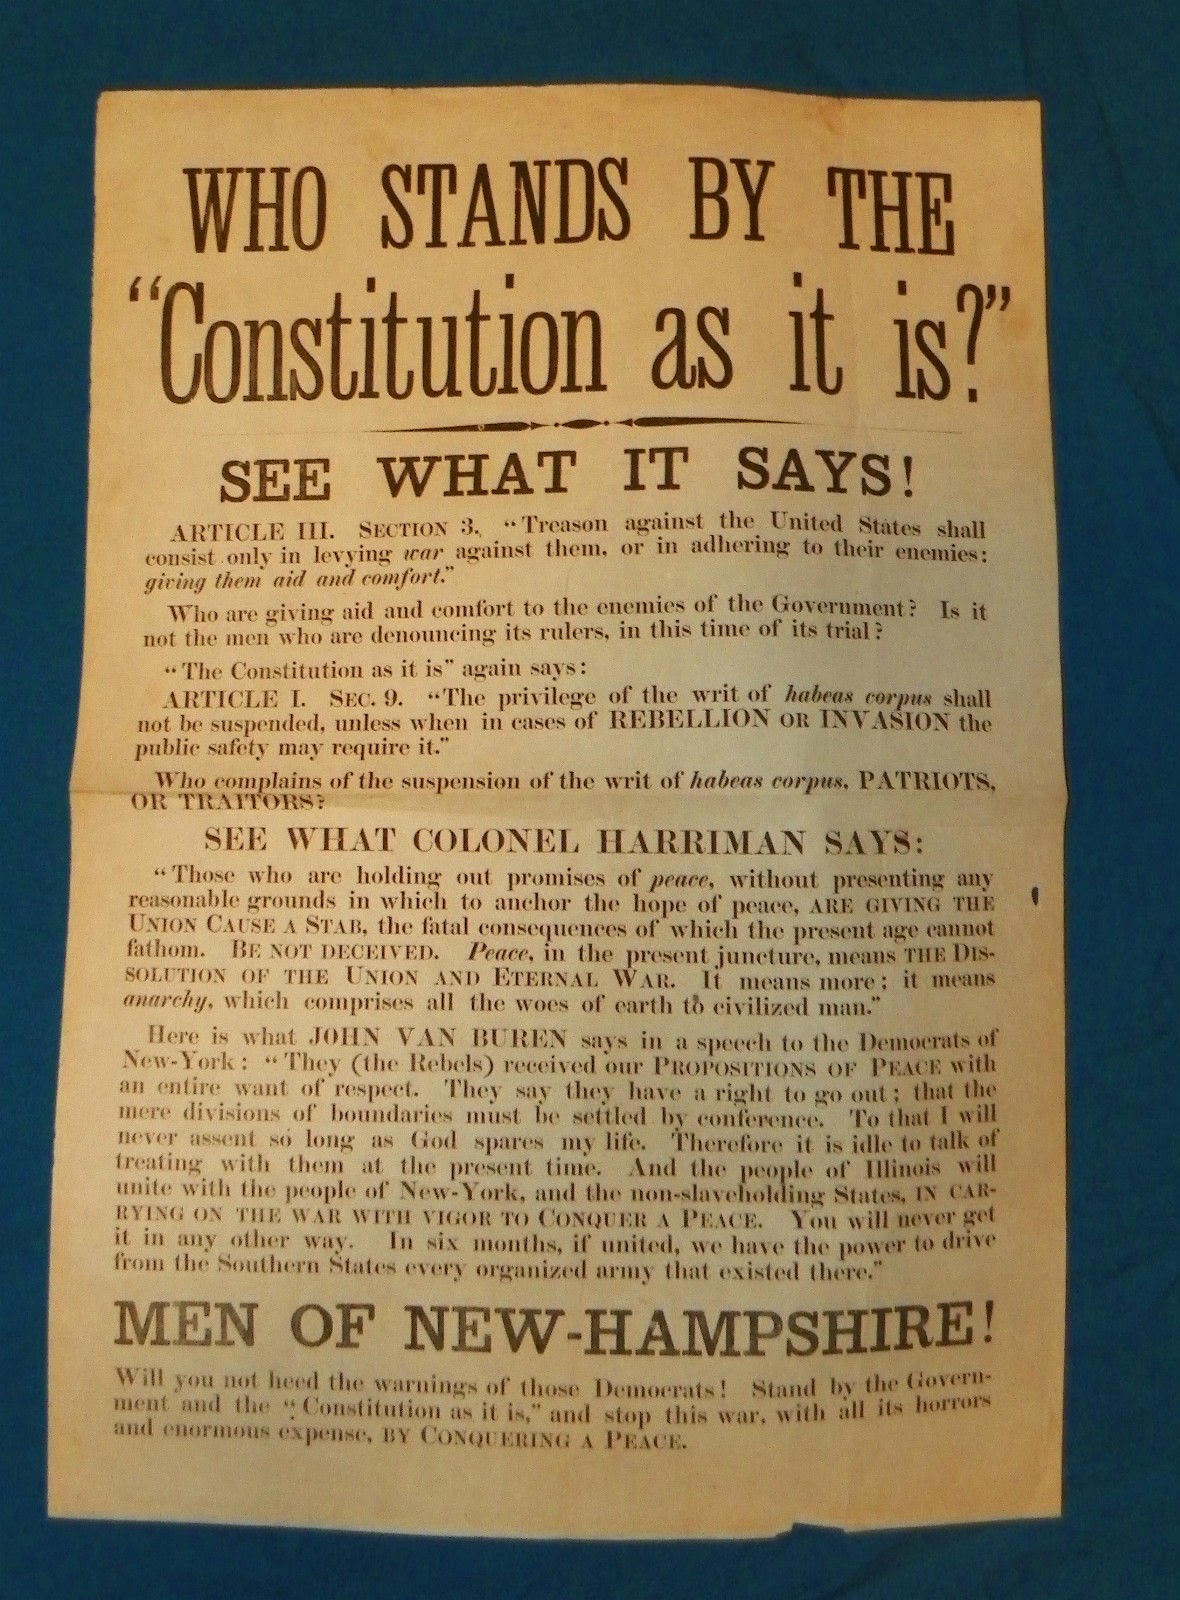 WHO STANDS BY THE
“Constitution as it is?”
SEE WHAT IT SAYS!
ARTICLE III. SECTION 3. “Treason against the United States shall
consist only in levying war against them, or in adhering to their enemies:
giving them aid and comfort.”
Who are giving aid and comfort to the enemies of the Government? Is it
not the men who are denouncing its rulers, in this time of its trial?
“The Constitution as it is” again says:
ARTICLE I. SEC. 9. “The privilege of the writ of habeas corpus shall
not be suspended, unless when in cases of REBELLION OR INVASION the
public safety may require it.”
Who complains of the suspension of the writ of habeas corpus, PATRIOTS,
OR TRAITORS?
SEE WHAT COLONEL HARRIMAN SAYS:
“Those who are holding out promises of peace, without presenting any
reasonable grounds in which to anchor the hope of peace, ARE GIVING THE
UNION CAUSE A STAB, the fatal consequences of which the present age cannot
fathom. BE NOT DECEIVED. Peace, in the present juncture, means THE DIS-
SOLUTION OF THE UNION AND ETERNAL WAR. It means more; it means
anarchy, which comprises all the woes of earth to civilized man.”
Here is what JOHN VAN BUREN says in a speech to the Democrats of
New-York: “They (the Rebels) received our PROPOSITIONS OF PEACE with
an entire want of respect. They say they have a right to go out; that the
mere divisions of boundaries must be settled by conference. To that I will
never assent so long as God spares my life. Therefore it is idle to talk of
treating with them at the present time. And the people of Illinois will
unite with the people of New-York, and the non-slaveholding States, IN CAR-
RYING ON THE WAR WITH VIGOR TO CONQUER A PEACE. You will never get
it in any other way. In six months, if united, we have the power to drive
from the Southern States every organized army that existed there.”
MEN OF NEW-HAMPSHIRE!
Will you not heed the warnings of those Democrats! Stand by the Govern-
ment and the “Constitution as it is,” and stop this war, with all its horrors
and enormous expense, BY CONQUERING A PEACE.